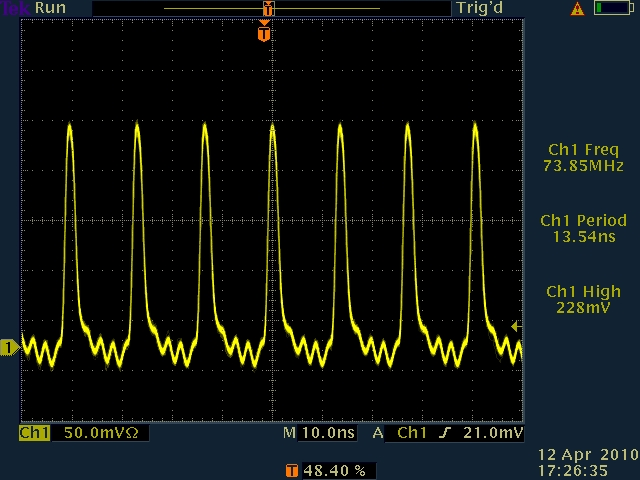 Tek Run Trig'd
T
T
Ch1 Freq
73.85MHz
Ch1 Period
13.54ns
Ch1 High
228mV
1
Ch1 50.0mVΩ M 10.0ns A Ch1 21.0mV
T 48.40 %
12 Apr 2010
17:26:35